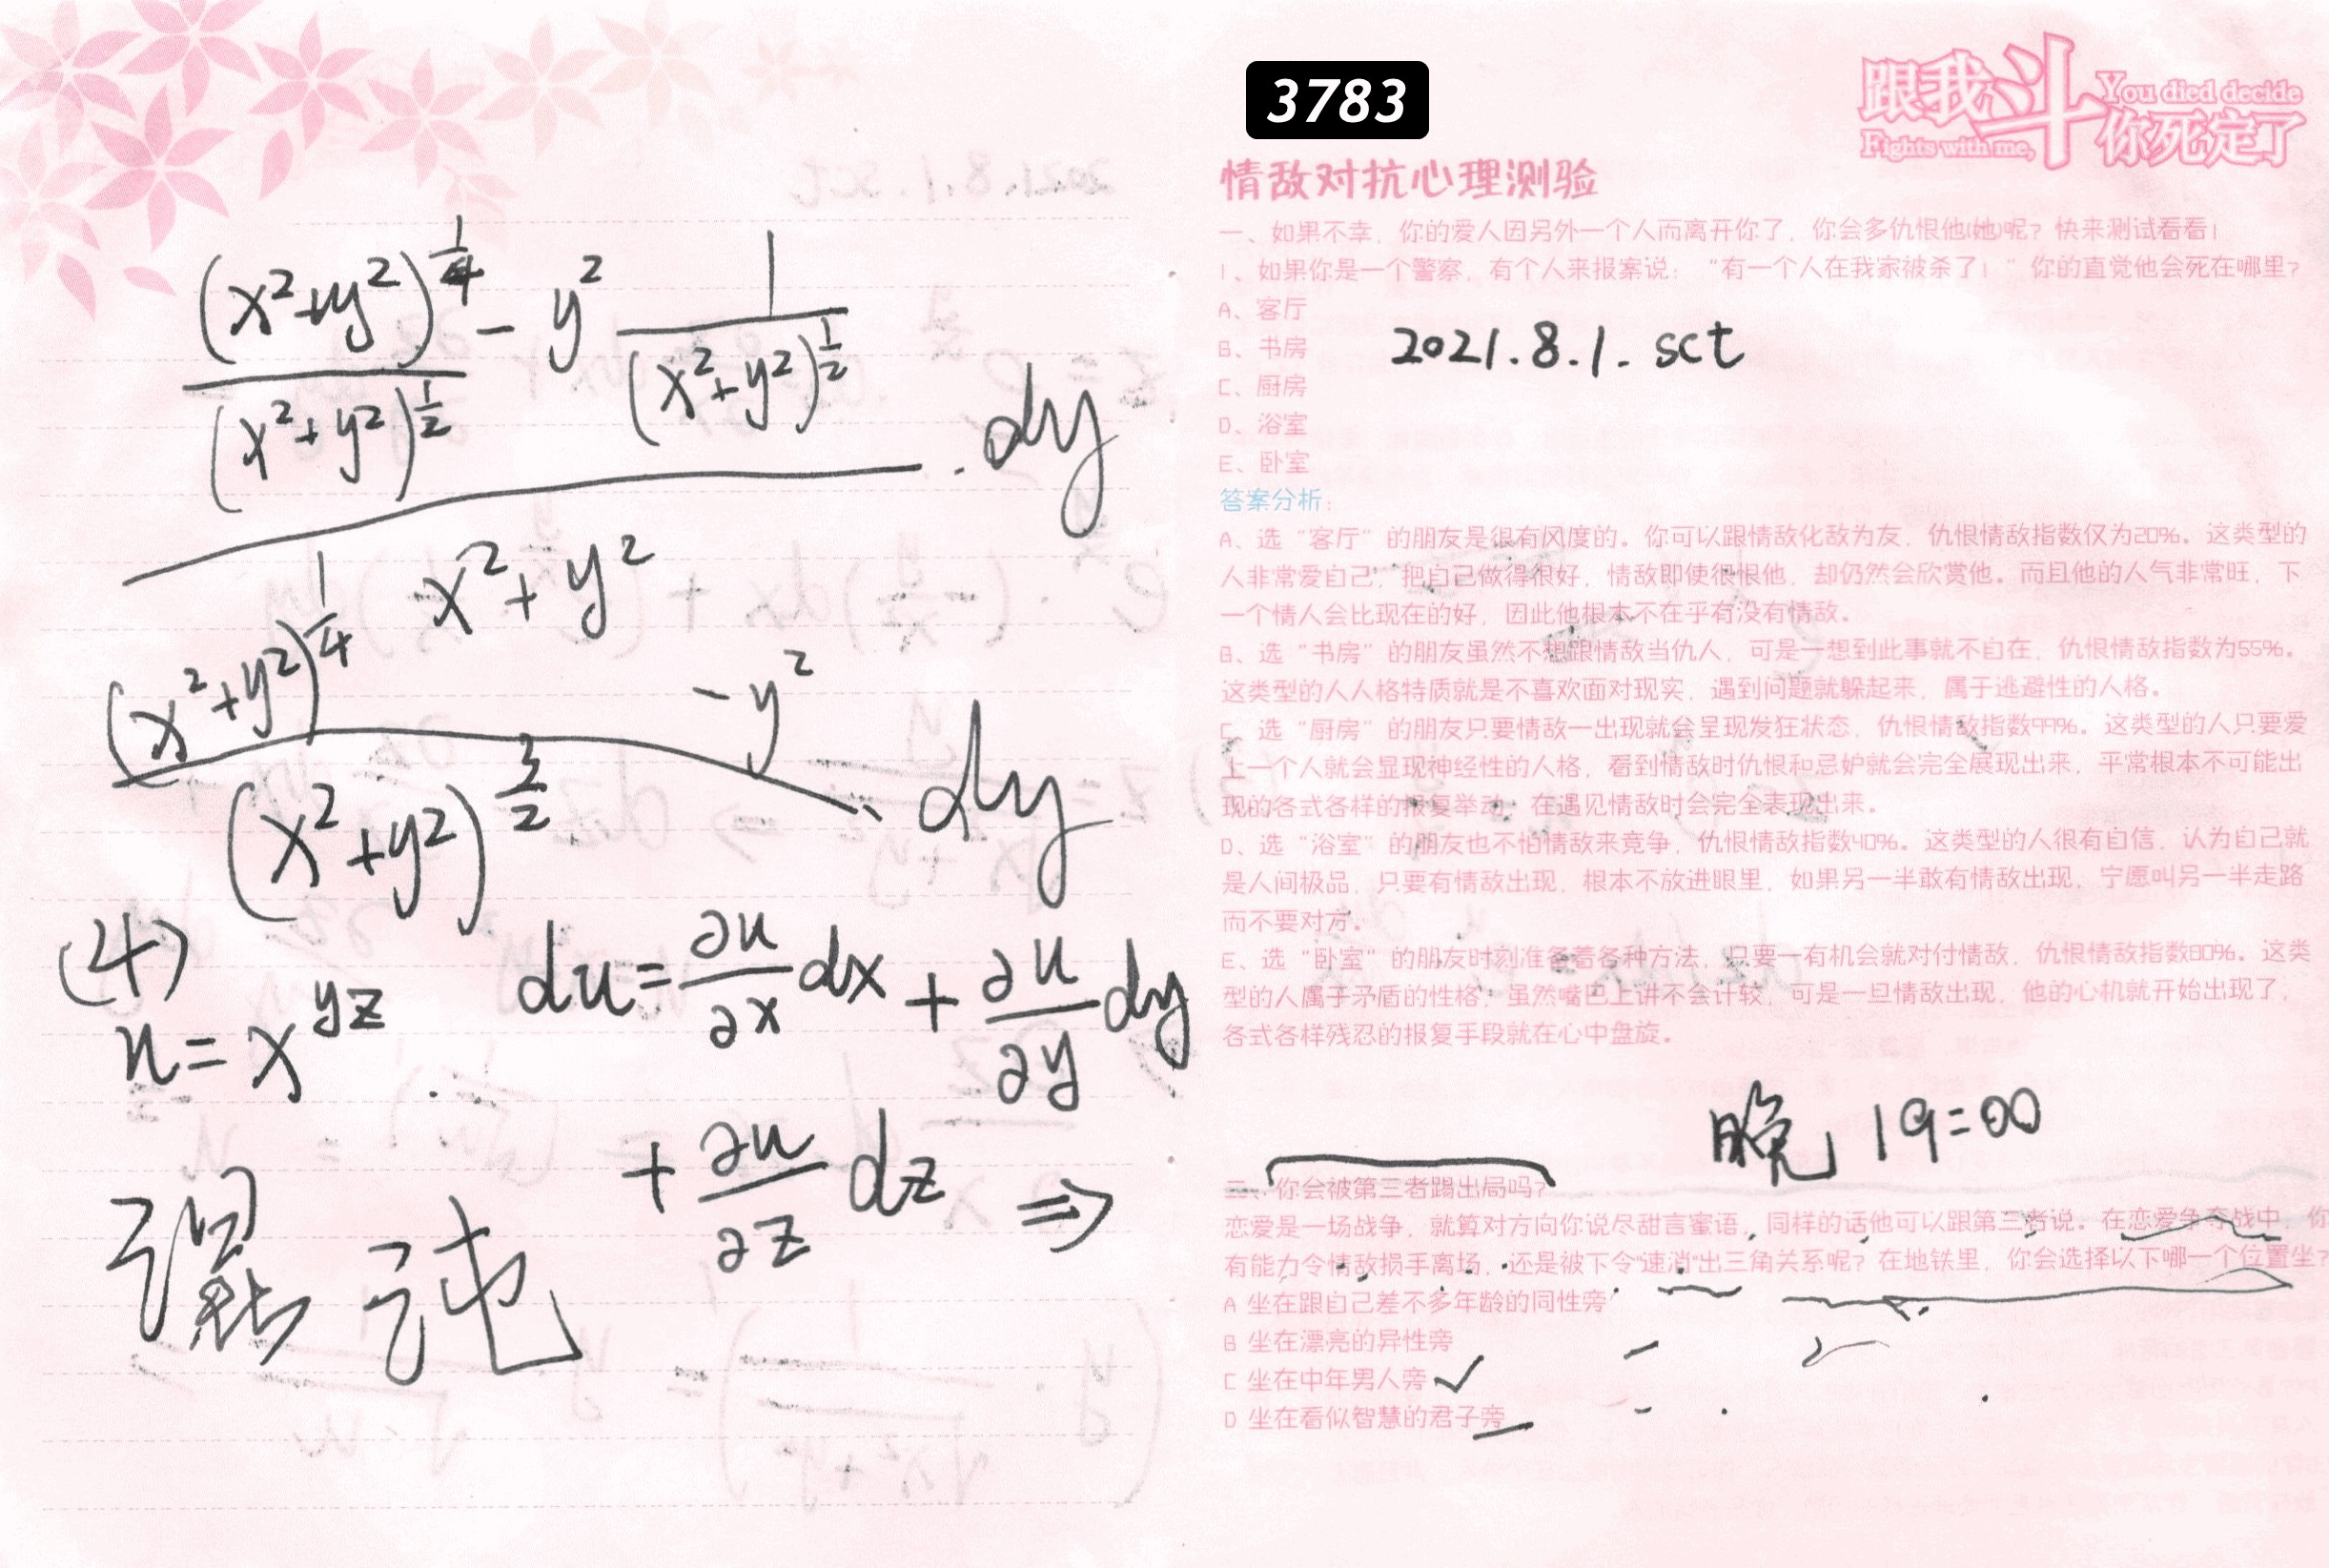 (x²+y²)^(1/4) / (x²+y²)^(1/2) - y² 1/(x²+y²)^(1/2)
. dy
x²+y²
(x²+y²)^(1/4) - y² / (x²+y²)^(3/2) . dy
(4)
u=x^yz . du=∂u/∂x dx + ∂u/∂y dy
+ ∂u/∂z dz ⇒
3783
跟我斗 You died decide
Fights with me, 你死定了
情敌对抗心理测验
一、如果不幸，你的爱人因另外一个人而离开你了，你会多仇恨他(她)呢？快来测试看看！
1、如果你是一个警察，有个人来报案说：“有一个人在我家被杀了！”你的直觉他会死在哪里？
A、客厅
B、书房
C、厨房
D、浴室
E、卧室
2021.8.1. sct
答案分析：
A、选“客厅”的朋友是很有风度的。你可以跟情敌化敌为友，仇恨情敌指数仅为20%。这类型的
人非常爱自己，把自己做得很好，情敌即使很恨他，却仍然会欣赏他。而且他的人气非常旺，下
一个情人会比现在的好，因此他根本不在乎有没有情敌。
B、选“书房”的朋友虽然不想跟情敌当仇人，可是一想到此事就不自在，仇恨情敌指数为55%。
这类型的人人格特质就是不喜欢面对现实，遇到问题就躲起来，属于逃避性的人格。
C、选“厨房”的朋友只要情敌一出现就会呈现发狂状态，仇恨情敌指数99%。这类型的人只要爱
上一个人就会显现神经性的人格，看到情敌时仇恨和忌妒就会完全展现出来，平常根本不可能出
现的各式各样的报复举动，在遇见情敌时会完全表现出来。
D、选“浴室”的朋友也不怕情敌来竞争，仇恨情敌指数40%。这类型的人很有自信，认为自己就
是人间极品，只要有情敌出现，根本不放进眼里，如果另一半敢有情敌出现，宁愿叫另一半走路
而不要对方。
E、选“卧室”的朋友时刻准备着各种方法，只要一有机会就对付情敌，仇恨情敌指数80%。这类
型的人属于矛盾的性格，虽然嘴巴上讲不会计较，可是一旦情敌出现，他的心机就开始出现了，
各式各样残忍的报复手段就在心中盘旋。
晚 19=00
二、你会被第三者踢出局吗？
恋爱是一场战争，就算对方向你说尽甜言蜜语，同样的话他可以跟第三者说。在恋爱争夺战中，你
有能力令情敌损手离场，还是被下令“速消”出三角关系呢？在地铁里，你会选择以下哪一个位置坐？
A 坐在跟自己差不多年龄的同性旁
B 坐在漂亮的异性旁
C 坐在中年男人旁 ✓
D 坐在看似智慧的君子旁